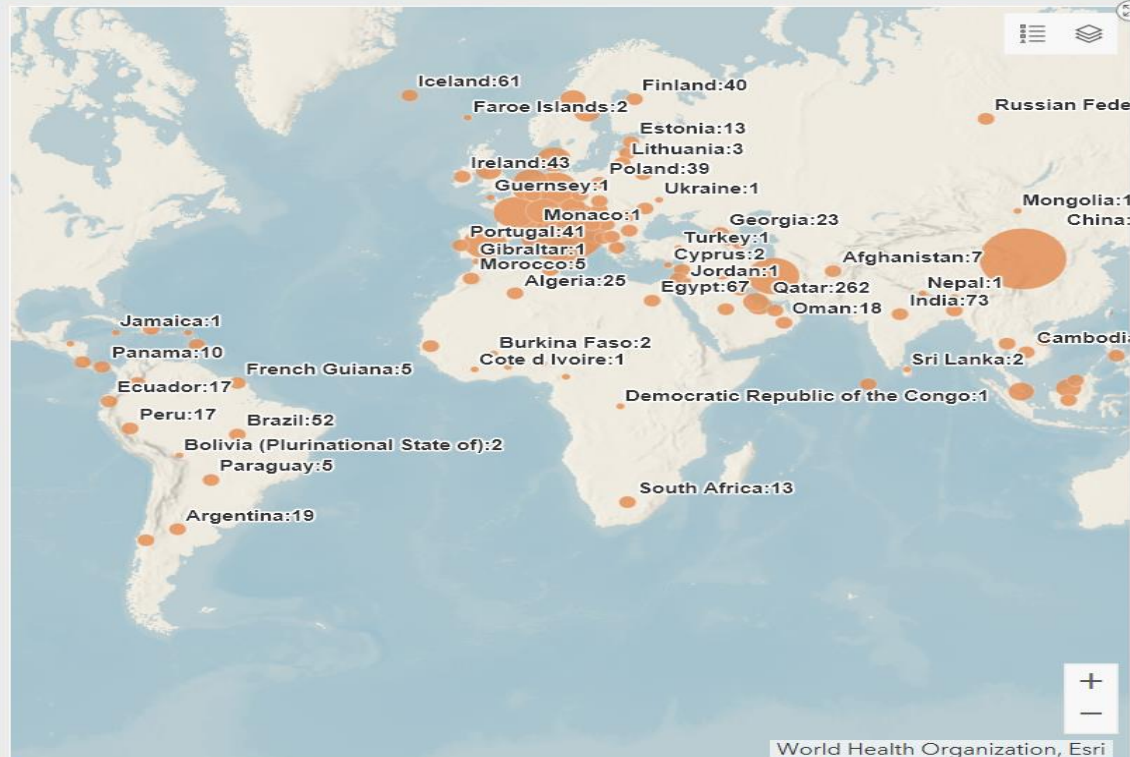 Iceland:61
Finland:40
Faroe Islands:2
Russian Fede
Estonia:13
Lithuania:3
Ireland:43
Poland:39
Guernsey:1
Ukraine:1
Mongolia:1
Monaco:1
Georgia:23
China:
Portugal:41
Turkey:1
Gibraltar:1
Cyprus:2
Afghanistan:7
Morocco:5
Jordan:1
Algeria:25
Egypt:67
Qatar:262
Nepal:1
India:73
Oman:18
Jamaica:1
Burkina Faso:2
Cambodia
Panama:10
Cote d Ivoire:1
Sri Lanka:2
French Guiana:5
Ecuador:17
Democratic Republic of the Congo:1
Peru:17
Brazil:52
Bolivia (Plurinational State of):2
Paraguay:5
South Africa:13
Argentina:19
World Health Organization, Esri